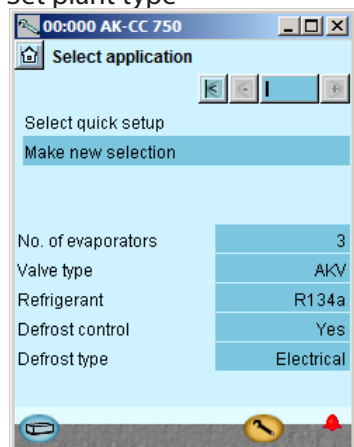 Set plant type
00:000 AK-CC 750
Select application
Select quick setup
Make new selection
No. of evaporators 3
Valve type AKV
Refrigerant R134a
Defrost control Yes
Defrost type Electrical